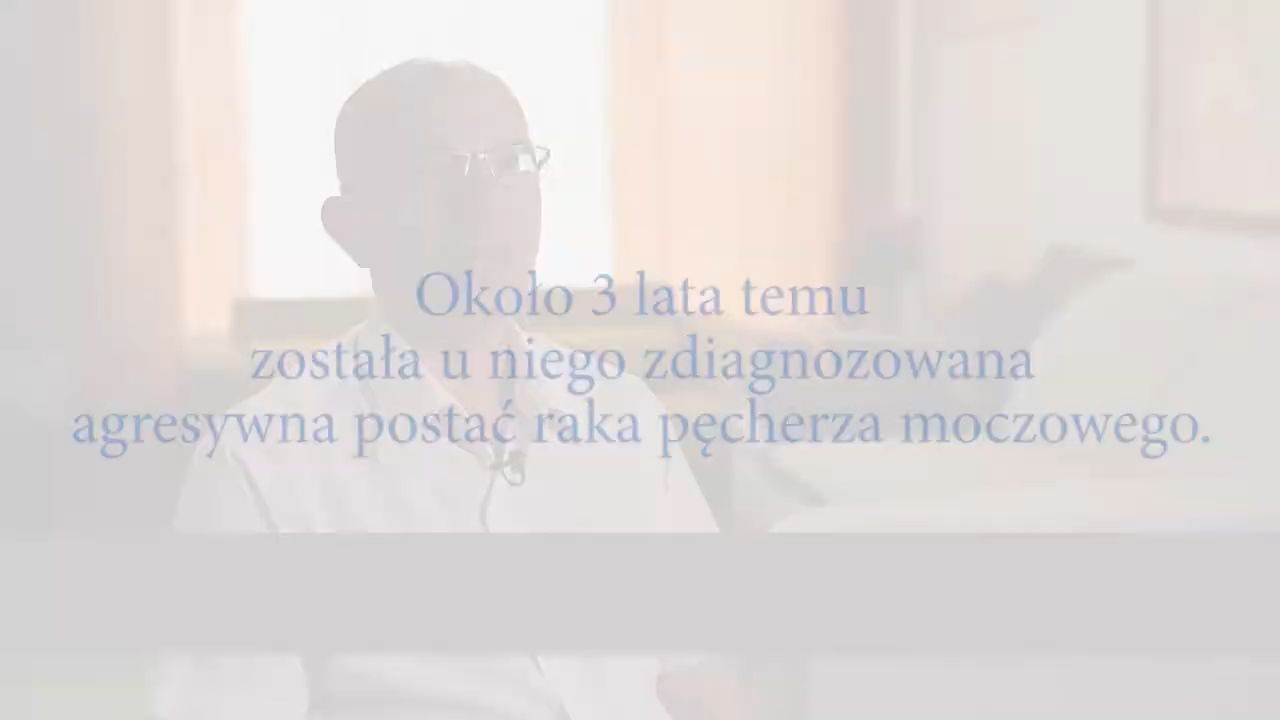 Około 3 lata temu
została u niego zdiagnozowana
agresywna postać raka pęcherza moczowego.